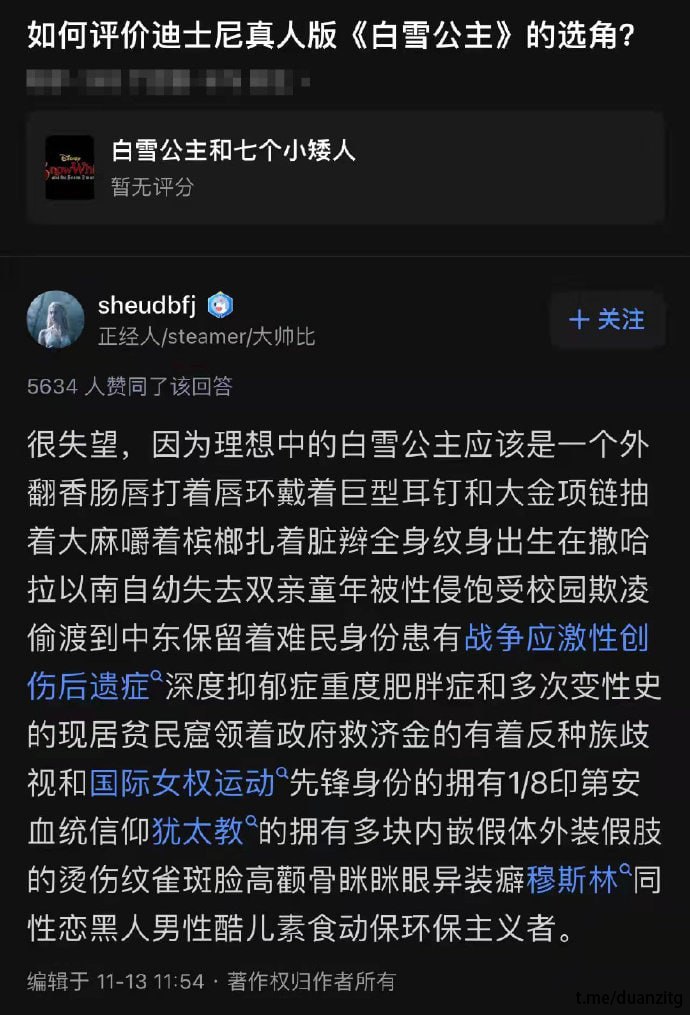 如何评价迪士尼真人版《白雪公主》的选角?
白雪公主和七个小矮人
暂无评分
Disney
sheudbfj
正经人/steamer/大帅比
+ 关注
5634 人赞同了该回答
很失望，因为理想中的白雪公主应该是一个外
翻香肠唇打着唇环戴着巨型耳钉和大金项链抽
着大麻嚼着槟榔扎着脏辫全身纹身出生在撒哈
拉以南自幼失去双亲童年被性侵饱受校园欺凌
偷渡到中东保留着难民身份患有战争应激性创
伤后遗症深度抑郁症重度肥胖症和多次变性史
的现居贫民窟领着政府救济金的有着反种族歧
视和国际女权运动先锋身份的拥有1/8印第安
血统信仰犹太教的拥有多块内嵌假体外装假肢
的烫伤纹雀斑脸高颧骨眯眯眼异装癖穆斯林同
性恋黑人男性酷儿素食动保环保主义者。
编辑于 11-13 11:54 · 著作权归作者所有
t.me/duanzitg